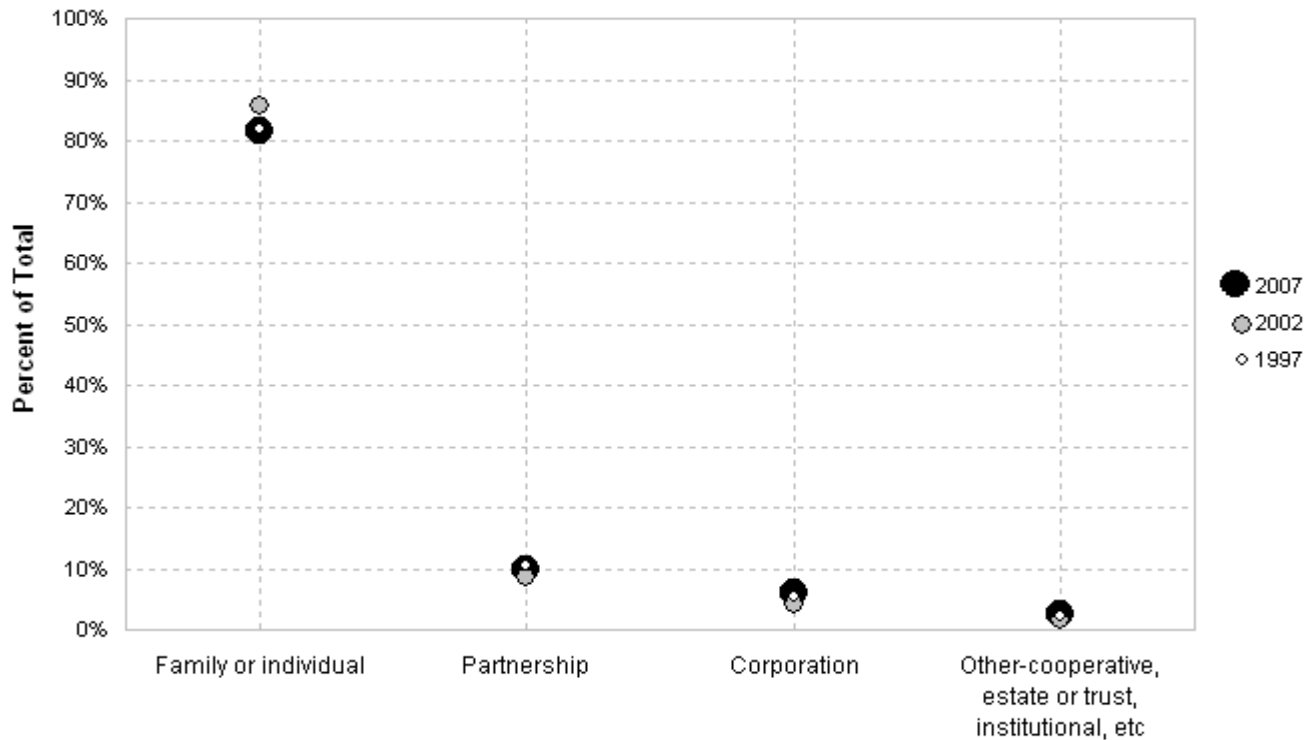 100%
90%
80%
70%
60%
50%
40%
30%
20%
10%
0%
Percent of Total
Family or individual
Partnership
Corporation
Other-cooperative,
estate or trust,
institutional, etc
2007
2002
1997